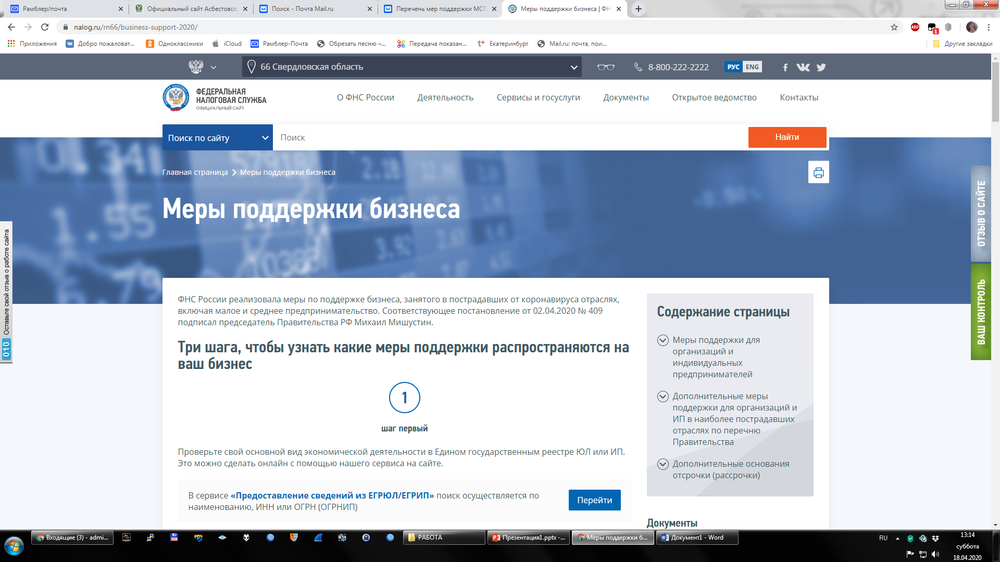 Рамблер/почта
Официальный сайт Асбестовско
Поиск - Почта Mail.ru
Перечень мер поддержки МСП
Меры поддержки бизнеса | ФН
nalog.ru/rn66/business-support-2020/
ABP
1
Приложения
Добро пожаловат...
Одноклассники
iCloud
Рамблер-Почта
Обрезать песню –...
Передача показан...
Екатеринбург
Mail.ru: почта, пои...
Другие закладки
66 Свердловская область
8-800-222-2222
РУС ENG
ФЕДЕРАЛЬНАЯ
НАЛОГОВАЯ СЛУЖБА
ОФИЦИАЛЬНЫЙ САЙТ
О ФНС России
Деятельность
Сервисы и госуслуги
Документы
Открытое ведомство
Контакты
Поиск по сайту
Поиск
Найти
Главная страница
Меры поддержки бизнеса
Меры поддержки бизнеса
Оставьте свой отзыв о работе сайта
010
ОТЗЫВ О САЙТЕ
ВАШ КОНТРОЛЬ
ФНС России реализовала меры по поддержке бизнеса, занятого в пострадавших от коронавируса отраслях,
включая малое и среднее предпринимательство. Соответствующее постановление от 02.04.2020 № 409
подписал председатель Правительства РФ Михаил Мишустин.
Три шага, чтобы узнать какие меры поддержки распространяются на
ваш бизнес
1
шаг первый
Проверьте свой основной вид экономической деятельности в Едином государственным реестре ЮЛ или ИП.
Это можно сделать онлайн с помощью нашего сервиса на сайте.
В сервисе «Предоставление сведений из ЕГРЮЛ/ЕГРИП» поиск осуществляется по
наименованию, ИНН или ОГРН (ОГРНИП)
Перейти
Содержание страницы
Меры поддержки для
организаций и
индивидуальных
предпринимателей
Дополнительные меры
поддержки для организаций и
ИП в наиболее пострадавших
отраслях по перечню
Правительства
Дополнительные основания
отсрочки (рассрочки)
Документы
Входящие (3) - admi...
РАБОТА
Презентация1.pptx -...
Меры поддержки б...
Документ1 - Word
RU
13:14
суббота
18.04.2020